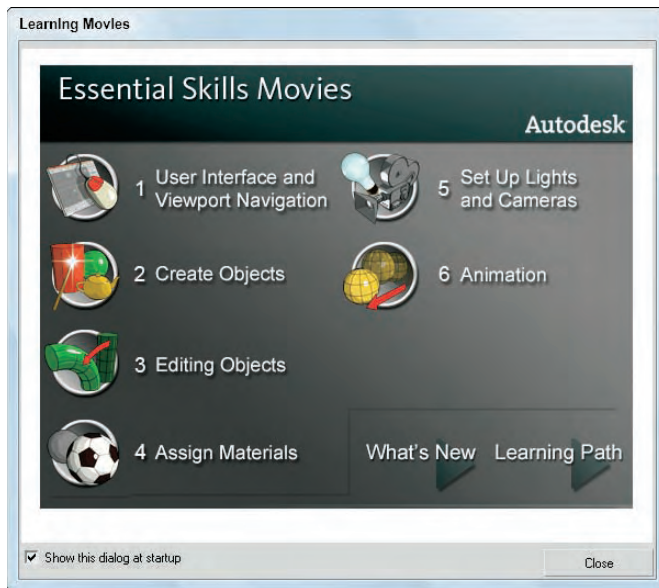 Learning Movies
Essential Skills Movies
Autodesk
1 User Interface and
Viewport Navigation
2 Create Objects
3 Editing Objects
4 Assign Materials
5 Set Up Lights
and Cameras
6 Animation
What's New
Learning Path
Show this dialog at startup
Close